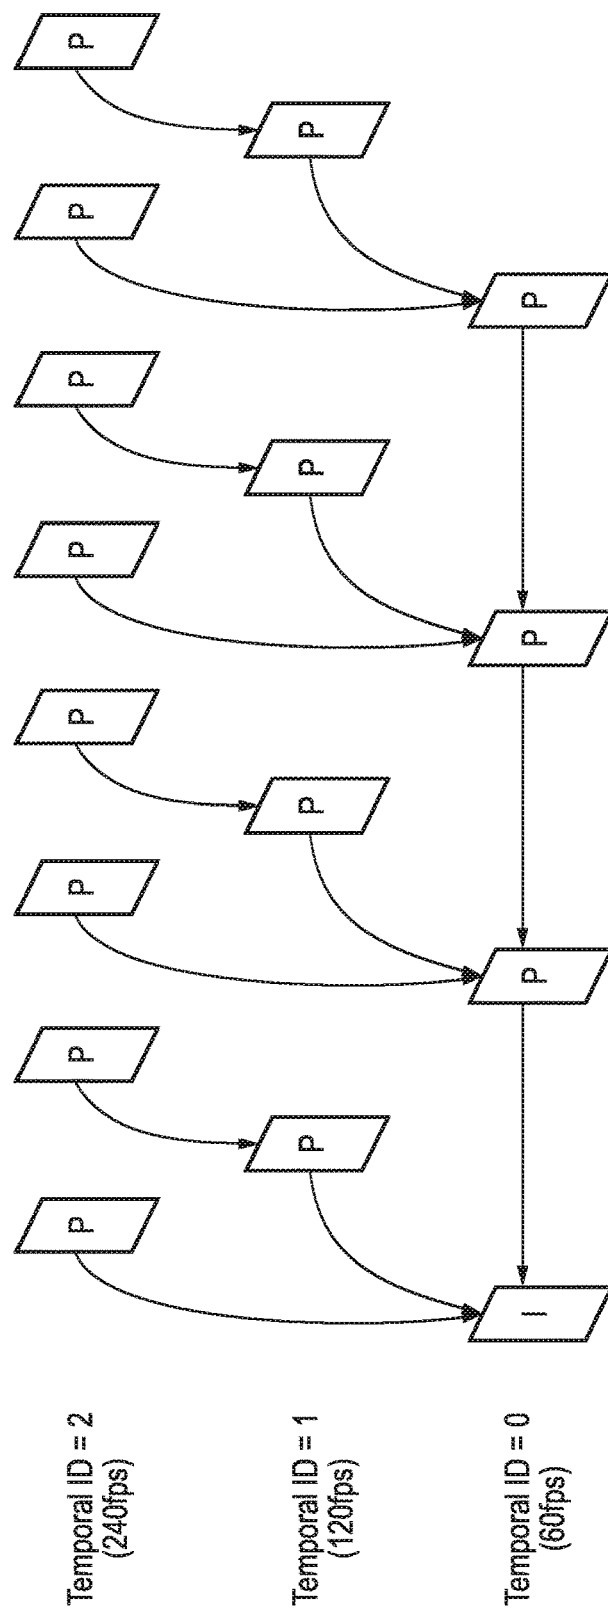 Temporal ID = 2
(240fps)
P P P P P P P P
Temporal ID = 1
(120fps)
P P P P
Temporal ID = 0
(60fps)
I P P P